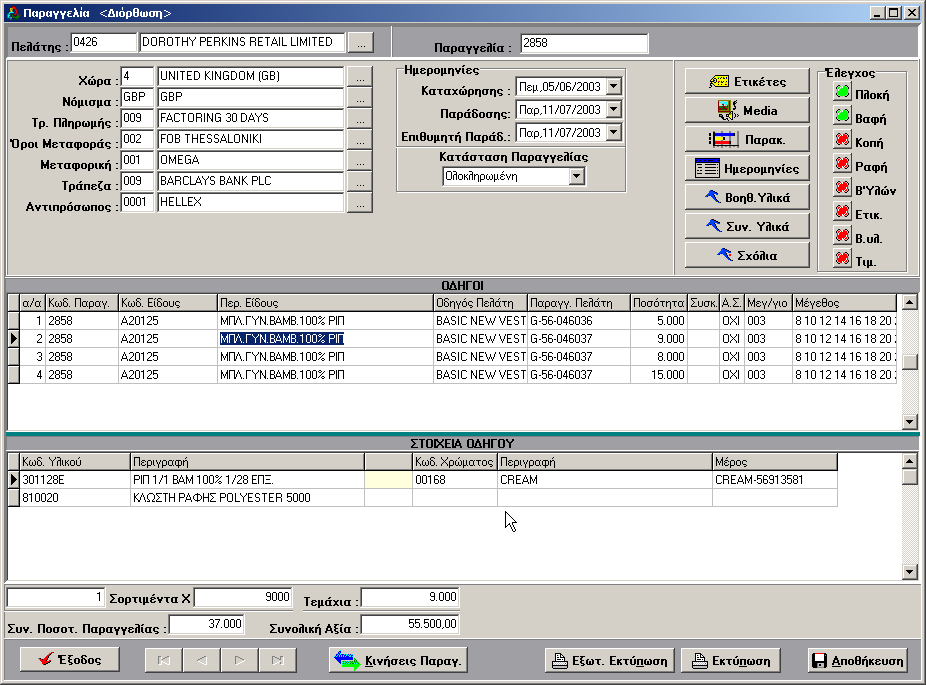 Παραγγελία <Διόρθωση>
Πελάτης : 0426 DOROTHY PERKINS RETAIL LIMITED ... Παραγγελία : 2858
Χώρα : 4 UNITED KINGDOM (GB) ...
Νόμισμα : GBP GBP ...
Τρ. Πληρωμής : 009 FACTORING 30 DAYS ...
Όροι Μεταφοράς : 002 FOB THESSALONIKI ...
Μεταφορική : 001 OMEGA ...
Τράπεζα : 009 BARCLAYS BANK PLC ...
Αντιπρόσωπος : 0001 HELLEX ...
Ημερομηνίες
Καταχώρησης : Πεμ,05/06/2003
Παράδοσης: Παρ,11/07/2003
Επιθυμητή Παράδ.: Παρ,11/07/2003
Κατάσταση Παραγγελίας
Ολοκληρωμένη
Ετικέτες
Media
Παρακ.
Ημερομηνίες
Βοηθ.Υλικά
Συν. Υλικά
Σχόλια
Έλεγχος
Πλοκή
Βαφή
Κοπή
Ραφή
Β'Υλών
Ετικ.
Β.υλ.
Τιμ.
ΟΔΗΓΟΙ
α/α Κωδ. Παραγ. Κωδ. Είδους Περ. Είδους Οδηγός Πελάτη Παραγγ. Πελάτη Ποσότητα Συσκ. Α.Σ. Μεγ/γιο Μέγεθος
1 2858 A20125 ΜΠΛ.ΓΥΝ.ΒΑΜΒ.100% ΡΙΠ BASIC NEW VEST G-56-046036 5.000 ΟΧΙ 003 8 10 12 14 16 18 20
2 2858 A20125 ΜΠΛ.ΓΥΝ.ΒΑΜΒ.100% ΡΙΠ BASIC NEW VEST G-56-046037 9.000 ΟΧΙ 003 8 10 12 14 16 18 20
3 2858 A20125 ΜΠΛ.ΓΥΝ.ΒΑΜΒ.100% ΡΙΠ BASIC NEW VEST G-56-046037 8.000 ΟΧΙ 003 8 10 12 14 16 18 20
4 2858 A20125 ΜΠΛ.ΓΥΝ.ΒΑΜΒ.100% ΡΙΠ BASIC NEW VEST G-56-046037 15.000 ΟΧΙ 003 8 10 12 14 16 18 20
ΣΤΟΙΧΕΙΑ ΟΔΗΓΟΥ
Κωδ. Υλικού Περιγραφή Κωδ. Χρώματος Περιγραφή Μέρος
301128E ΡΙΠ 1/1 ΒΑΜ 100% 1/28 ΕΠΞ. 00168 CREAM CREAM-56913581
810020 ΚΛΩΣΤΗ ΡΑΦΗΣ POLYESTER 5000
1 Σορτιμέντα X 9000 Τεμάχια : 9.000
Συν. Ποσοτ. Παραγγελίας : 37.000 Συνολική Αξία : 55.500,00
Έξοδος Κινήσεις Παραγ. Εξωτ. Εκτύπωση Εκτύπωση Αποθήκευση